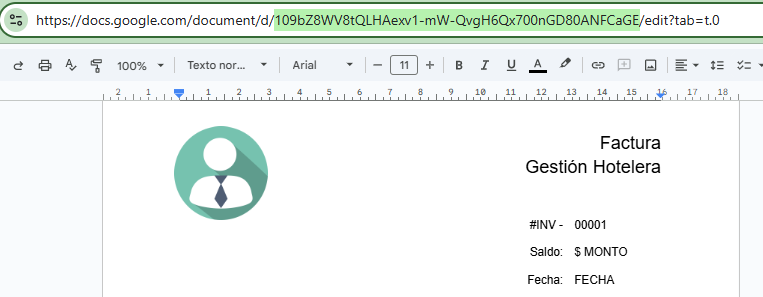 https://docs.google.com/document/d/109bZ8WV8tQLHAexv1-mW-QvgH6Qx700nGD80ANFCaGE/edit?tab=t.0
100% Texto nor... Arial 11 B I U A
2 1 1 2 3 4 5 6 7 8 9 10 11 12 13 14 15 16 17 18
Factura
Gestión Hotelera
#INV - 00001
Saldo: $ MONTO
Fecha: FECHA